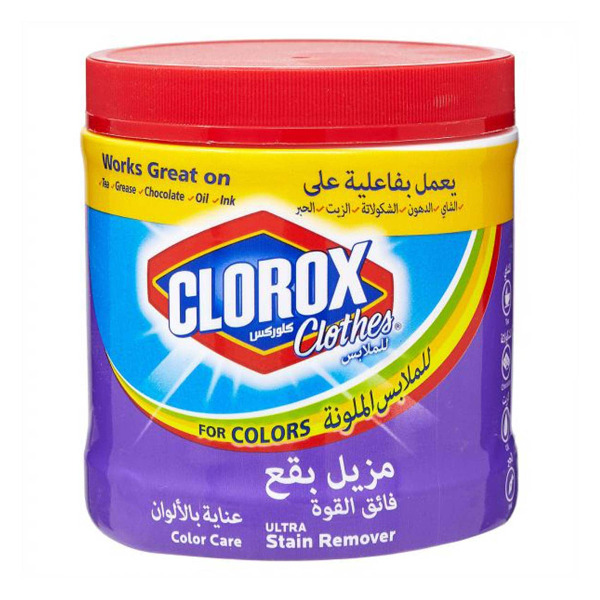 Works Great on
Tea ✓ Grease ✓ Chocolate ✓ Oil ✓ Ink
يعمل بفاعلية على
✓ الشاي ✓ الدهون ✓ الشكولاتة ✓ الزيت ✓ الحبر
CLOROX
كلوركس
Clothes®
للملابس
FOR COLORS للملابس الملونة
مزيل بقع
فائق القوة
عناية بالألوان
Color Care
ULTRA
Stain Remover